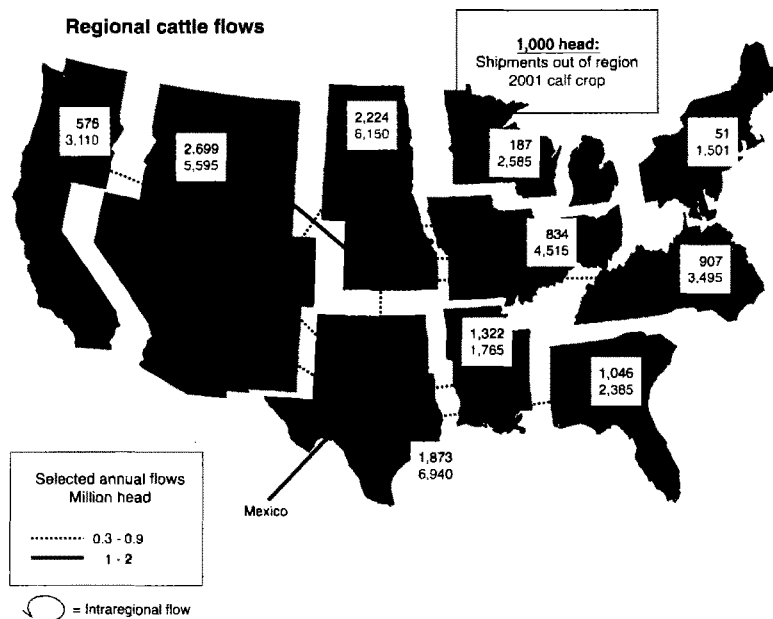 Regional cattle flows
1,000 head:
Shipments out of region
2001 calf crop
576
3,110
2.699
5,595
2,224
6,150
187
2,585
51
1,501
834
4,515
907
3,495
1,322
1,765
1,046
2,385
1,873
6,940
Mexico
Selected annual flows
Million head
0.3 - 0.9
1 - 2
= Intraregional flow